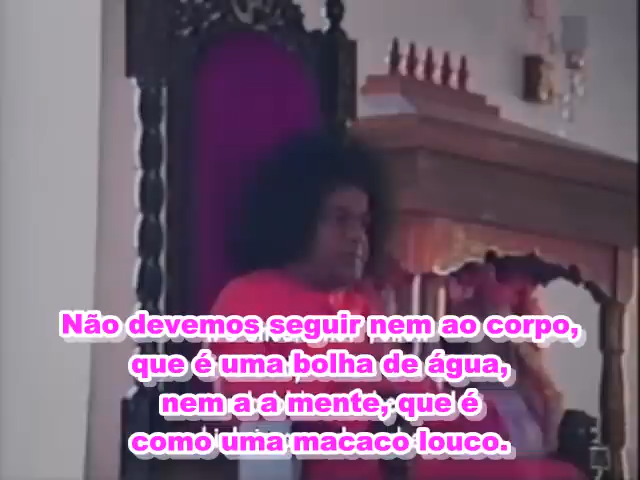 Não devemos seguir nem ao corpo,
que é uma bolha de água,
nem a a mente, que é
como uma macaco louco.